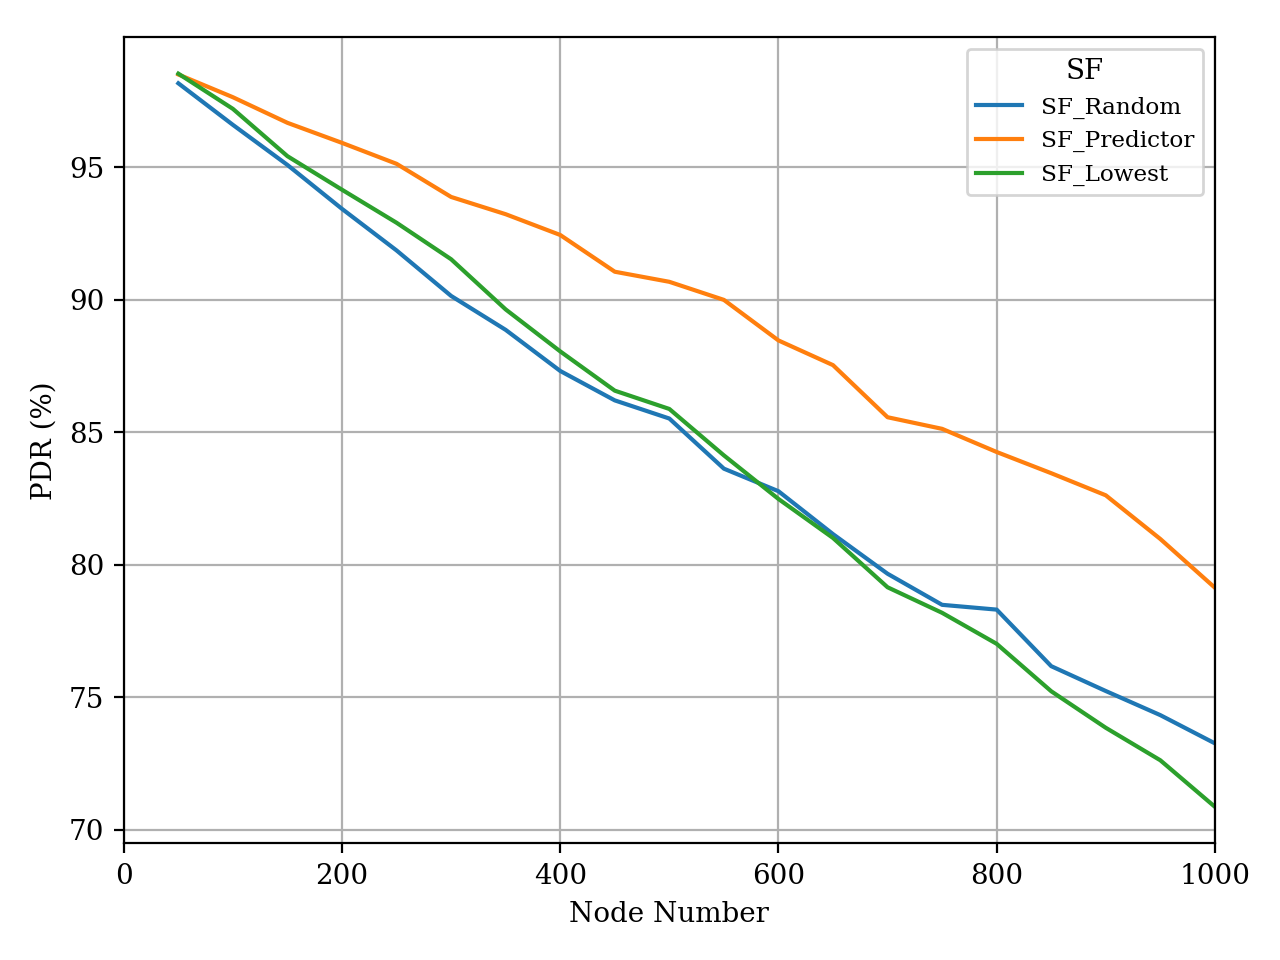 SF
SF_Random
SF_Predictor
SF_Lowest
95
90
85
80
75
70
PDR (%)
0 200 400 600 800 1000
Node Number